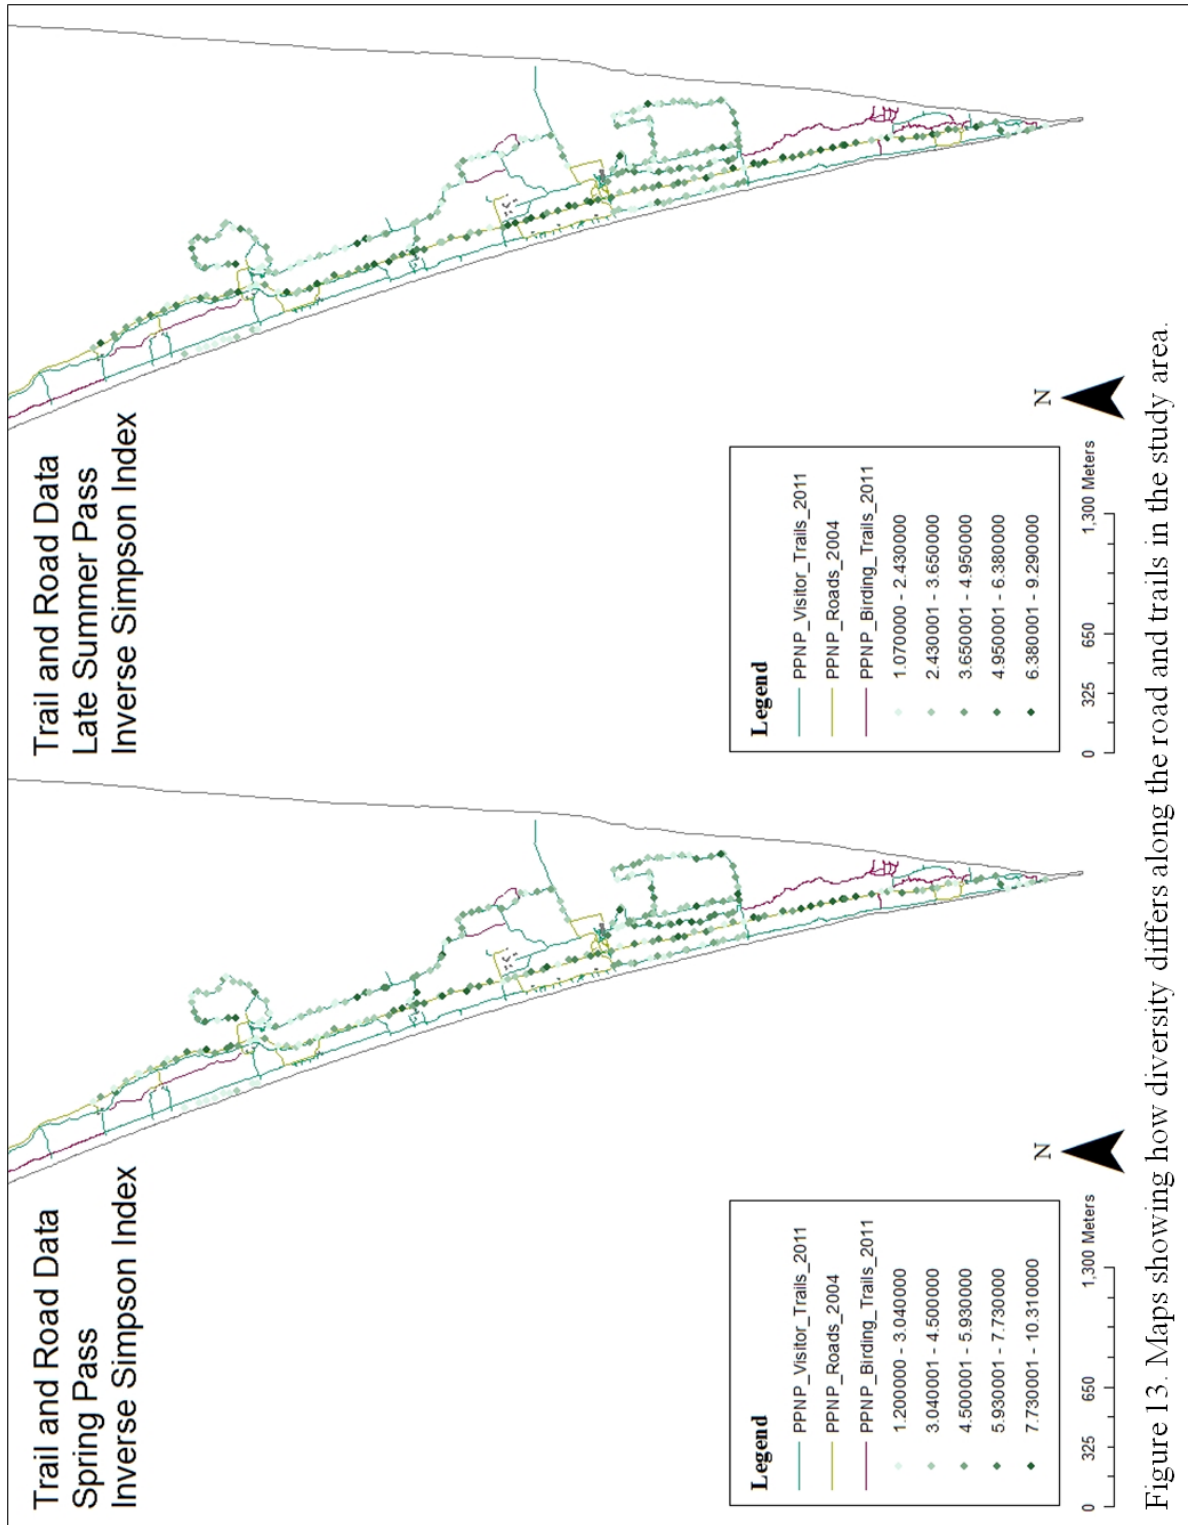 Trail and Road Data
Spring Pass
Inverse Simpson Index
Legend
PPNP_Visitor_Trails_2011
PPNP_Roads_2004
PPNP_Birding_Trails_2011
1.200000 - 3.040000
3.040001 - 4.500000
4.500001 - 5.930000
5.930001 - 7.730000
7.730001 - 10.310000
N
0 325 650 1,300 Meters
Trail and Road Data
Late Summer Pass
Inverse Simpson Index
Legend
PPNP_Visitor_Trails_2011
PPNP_Roads_2004
PPNP_Birding_Trails_2011
1.070000 - 2.430000
2.430001 - 3.650000
3.650001 - 4.950000
4.950001 - 6.380000
6.380001 - 9.290000
N
0 325 650 1,300 Meters
Figure 13. Maps showing how diversity differs along the road and trails in the study area.